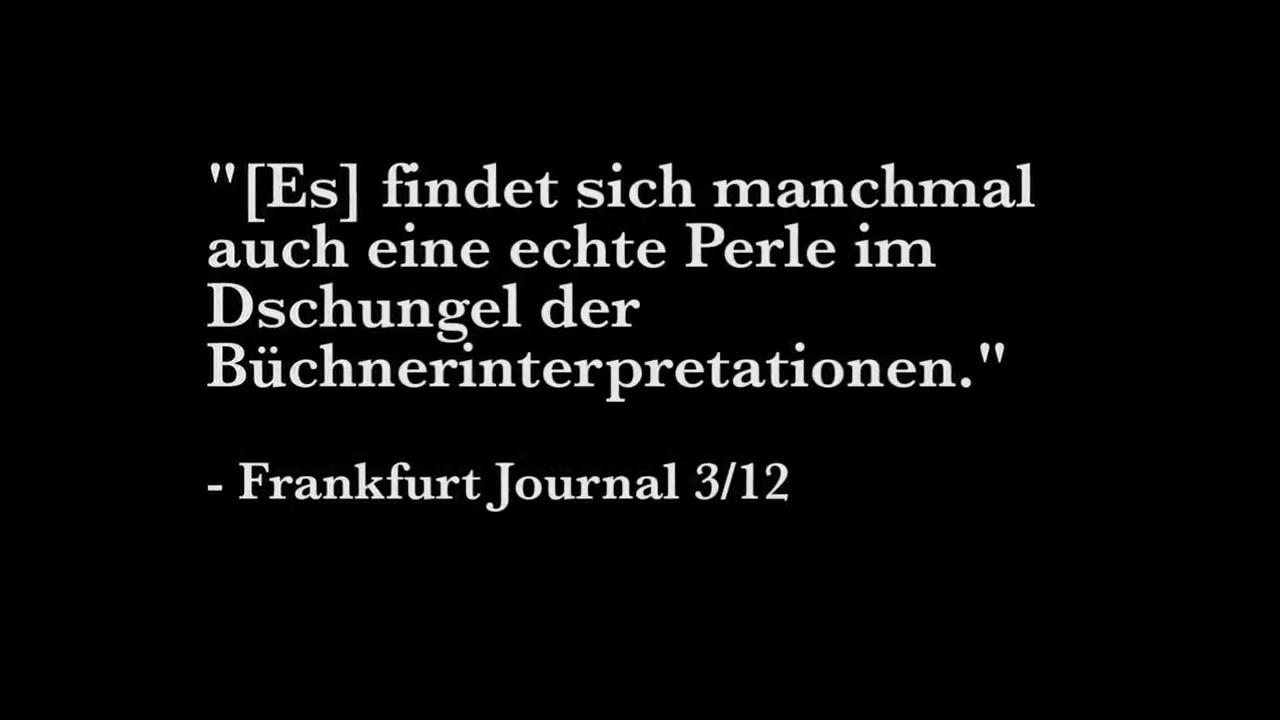 "[Es] findet sich manchmal
auch eine echte Perle im
Dschungel der
Büchnerinterpretationen."
- Frankfurt Journal 3/12